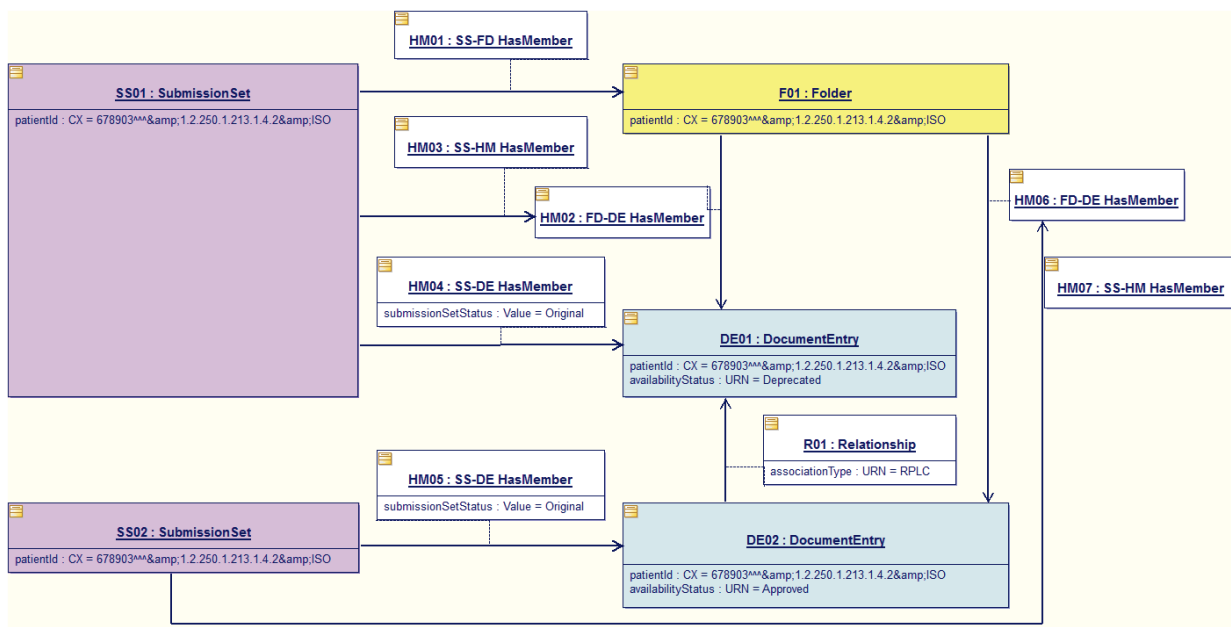 HM01 : SS-FD HasMember
SS01 : SubmissionSet
patientId : CX = 678903^^^&amp;1.2.250.1.213.1.4.2&amp;ISO
F01 : Folder
patientId : CX = 678903^^^&amp;1.2.250.1.213.1.4.2&amp;ISO
HM03 : SS-HM HasMember
HM02 : FD-DE HasMember
HM06 : FD-DE HasMember
HM04 : SS-DE HasMember
submissionSetStatus : Value = Original
HM07 : SS-HM HasMember
DE01 : DocumentEntry
patientId : CX = 678903^^^&amp;1.2.250.1.213.1.4.2&amp;ISO
availabilityStatus : URN = Deprecated
R01 : Relationship
associationType : URN = RPLC
HM05 : SS-DE HasMember
submissionSetStatus : Value = Original
SS02 : SubmissionSet
patientId : CX = 678903^^^&amp;1.2.250.1.213.1.4.2&amp;ISO
DE02 : DocumentEntry
patientId : CX = 678903^^^&amp;1.2.250.1.213.1.4.2&amp;ISO
availabilityStatus : URN = Approved